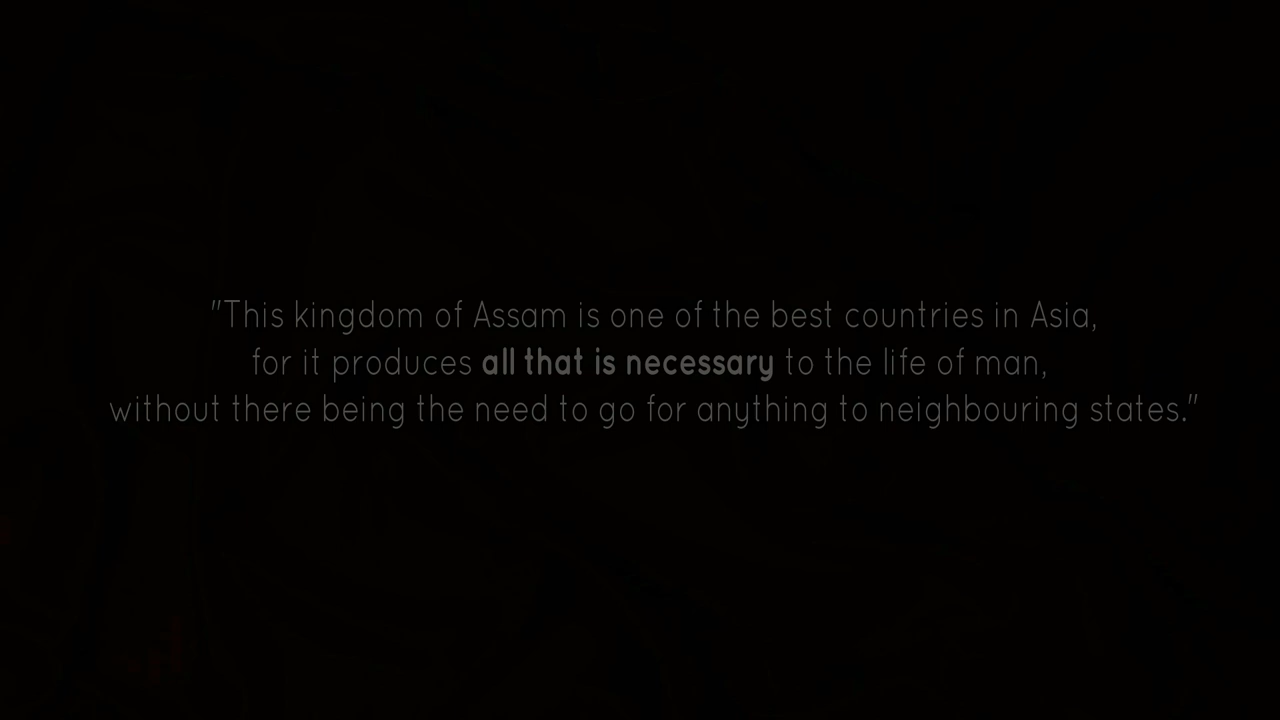 "This kingdom of Assam is one of the best countries in Asia,
for it produces all that is necessary to the life of man,
without there being the need to go for anything to neighbouring states."